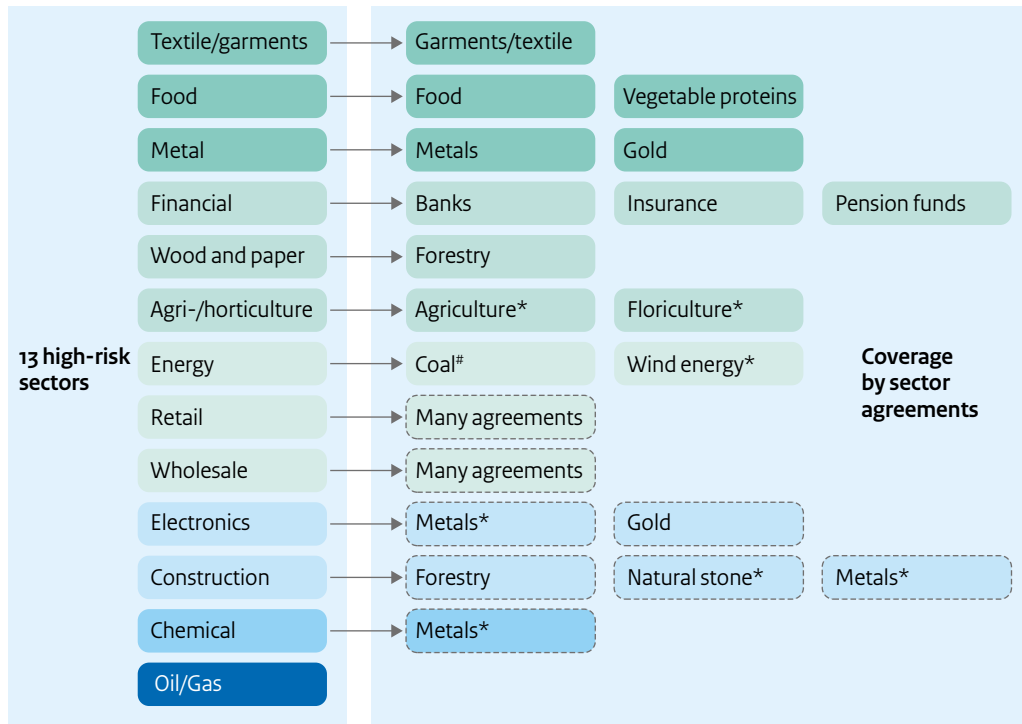 Textile/garments
Garments/textile
Food
Food
Vegetable proteins
Metal
Metals
Gold
Financial
Banks
Insurance
Pension funds
Wood and paper
Forestry
Agri-/horticulture
Agriculture*
Floriculture*
13 high-risk
sectors
Energy
Coal#
Wind energy*
Coverage
by sector
agreements
Retail
Many agreements
Wholesale
Many agreements
Electronics
Metals*
Gold
Construction
Forestry
Natural stone*
Metals*
Chemical
Metals*
Oil/Gas